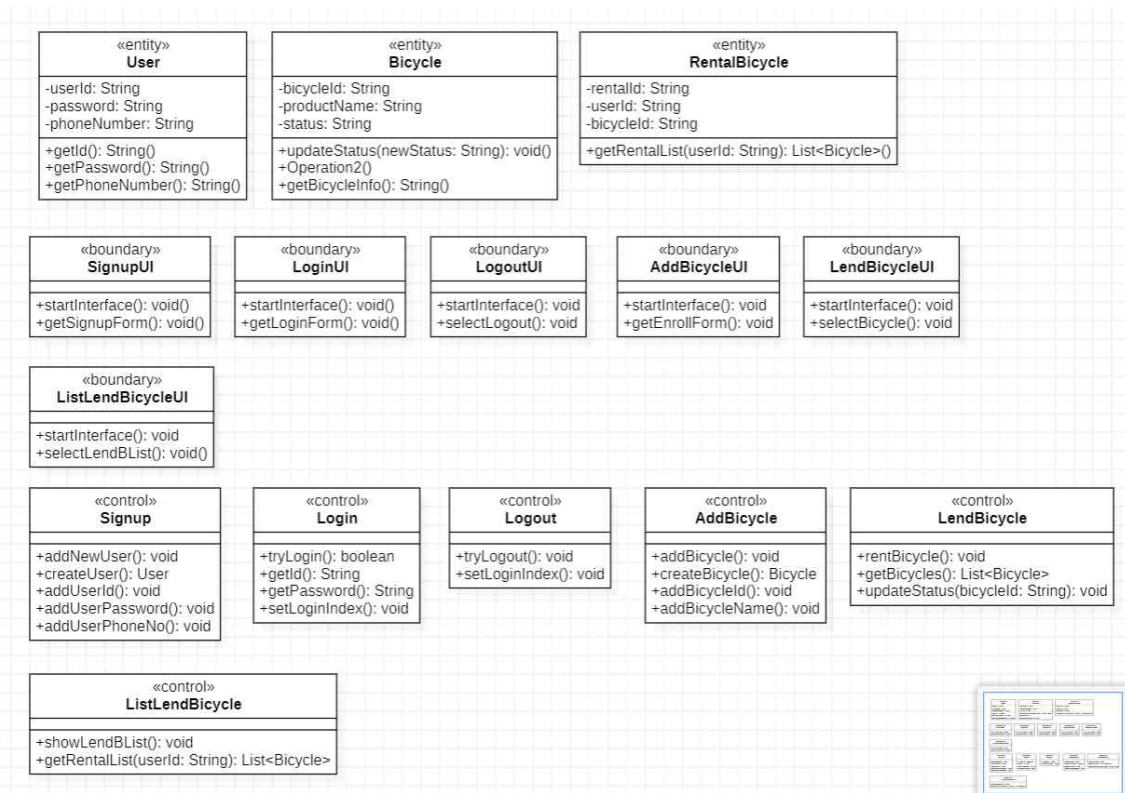 «entity»
User
-userId: String
-password: String
-phoneNumber: String
+getId(): String()
+getPassword(): String()
+getPhoneNumber(): String()
«entity»
Bicycle
-bicycleId: String
-productName: String
-status: String
+updateStatus(newStatus: String): void()
+Operation2()
+getBicycleInfo(): String()
«entity»
RentalBicycle
-rentalId: String
-userId: String
-bicycleId: String
+getRentalList(userId: String): List<Bicycle>()
«boundary»
SignupUI
+startInterface(): void()
+getSignupForm(): void()
«boundary»
LoginUI
+startInterface(): void()
+getLoginForm(): void()
«boundary»
LogoutUI
+startInterface(): void
+selectLogout(): void
«boundary»
AddBicycleUI
+startInterface(): void
+getEnrollForm(): void
«boundary»
LendBicycleUI
+startInterface(): void
+selectBicycle(): void
«boundary»
ListLendBicycleUI
+startInterface(): void
+selectLendBList(): void()
«control»
Signup
+addNewUser(): void
+createUser(): User
+addUserId(): void
+addUserPassword(): void
+addUserPhoneNo(): void
«control»
Login
+tryLogin(): boolean
+getId(): String
+getPassword(): String
+setLoginIndex(): void
«control»
Logout
+tryLogout(): void
+setLoginIndex(): void
«control»
AddBicycle
+addBicycle(): void
+createBicycle(): Bicycle
+addBicycleId(): void
+addBicycleName(): void
«control»
LendBicycle
+rentBicycle(): void
+getBicycles(): List<Bicycle>
+updateStatus(bicycleId: String): void
«control»
ListLendBicycle
+showLendBList(): void
+getRentalList(userId: String): List<Bicycle>